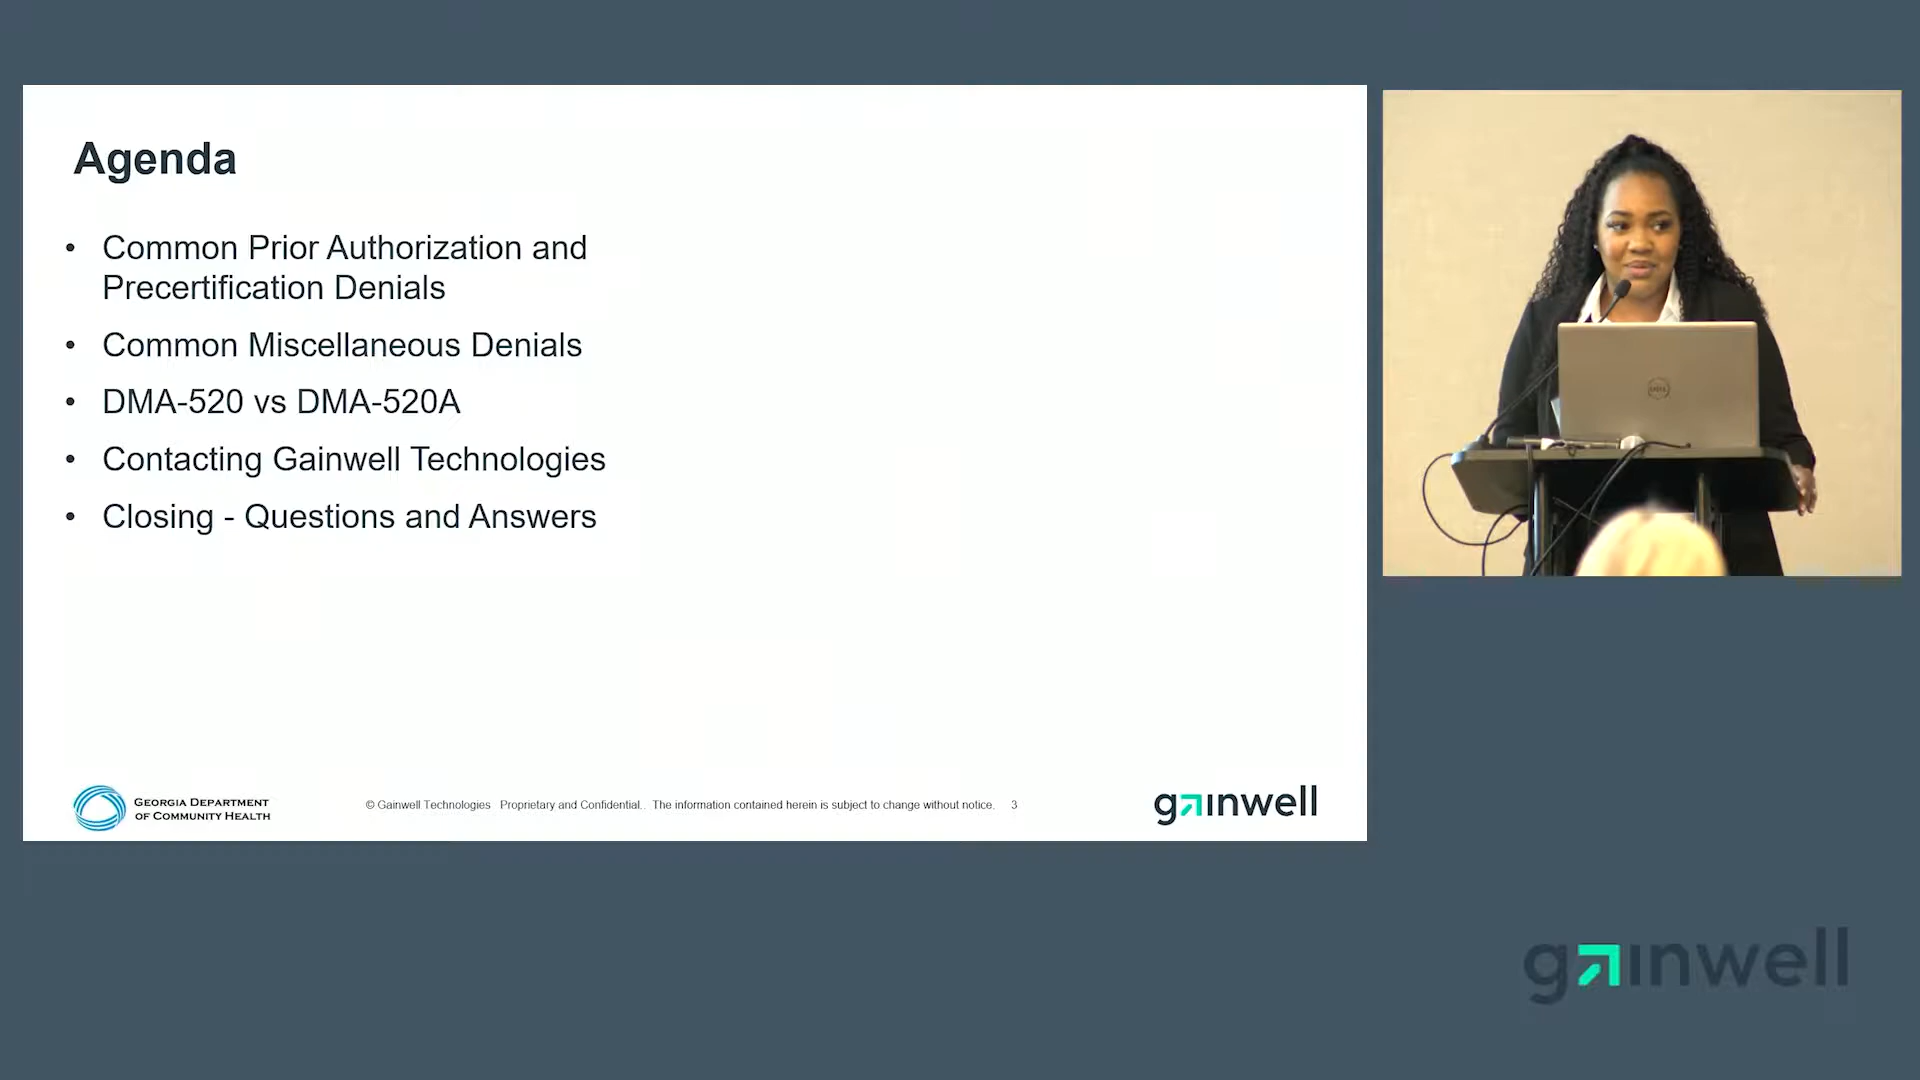 Agenda
• Common Prior Authorization and
Precertification Denials
• Common Miscellaneous Denials
• DMA-520 vs DMA-520A
• Contacting Gainwell Technologies
• Closing - Questions and Answers
GEORGIA DEPARTMENT
OF COMMUNITY HEALTH
© Gainwell Technologies Proprietary and Confidential. The information contained herein is subject to change without notice. 3
gainwell
DELL
gainwell